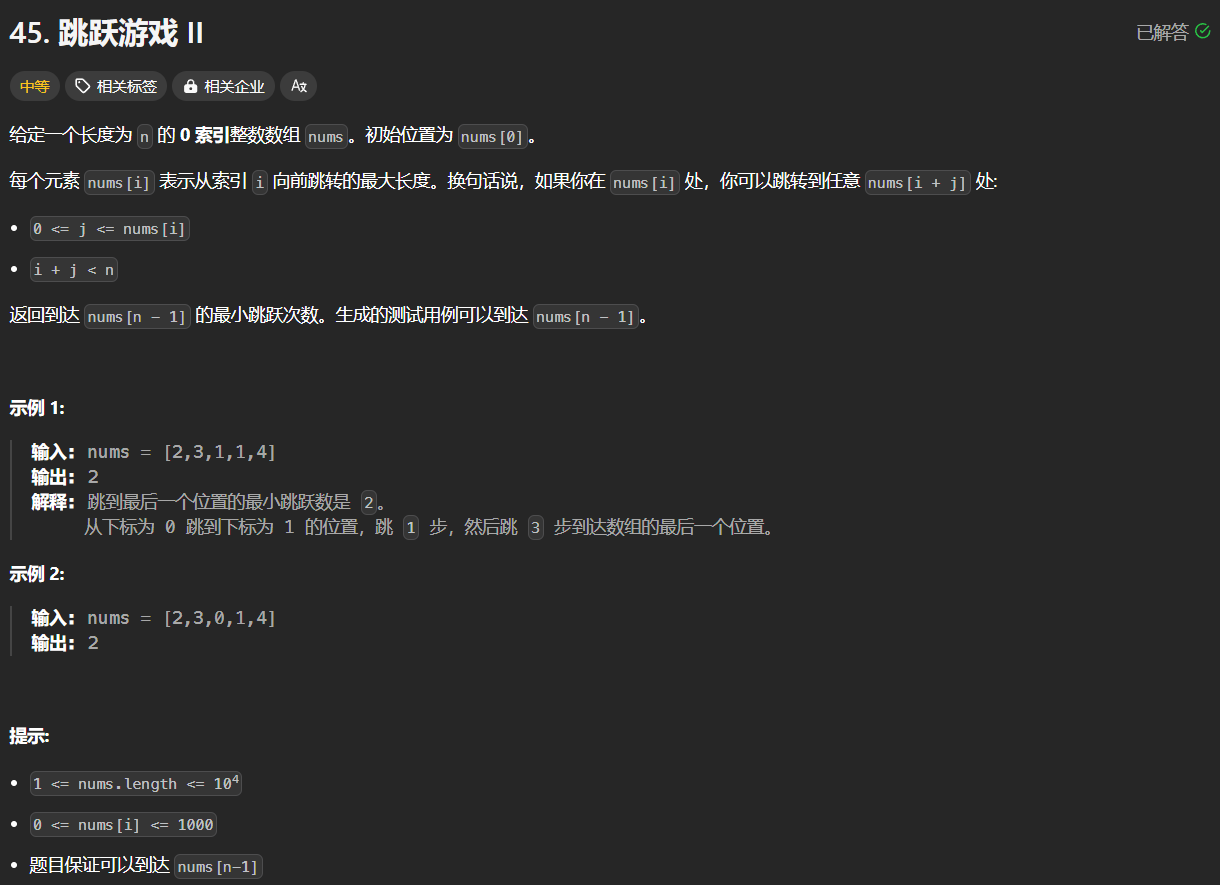 45. 跳跃游戏 II
已解答
中等 相关标签 相关企业
给定一个长度为 n 的 0 索引整数数组 nums。初始位置为 nums[0]。
每个元素 nums[i] 表示从索引 i 向前跳转的最大长度。换句话说，如果你在 nums[i] 处，你可以跳转到任意 nums[i + j] 处:
• 0 <= j <= nums[i]
• i + j < n
返回到达 nums[n - 1] 的最小跳跃次数。生成的测试用例可以到达 nums[n - 1]。
示例 1:
输入: nums = [2,3,1,1,4]
输出: 2
解释: 跳到最后一个位置的最小跳跃数是 2。
从下标为 0 跳到下标为 1 的位置，跳 1 步，然后跳 3 步到达数组的最后一个位置。
示例 2:
输入: nums = [2,3,0,1,4]
输出: 2
提示:
• 1 <= nums.length <= 10⁴
• 0 <= nums[i] <= 1000
• 题目保证可以到达 nums[n-1]